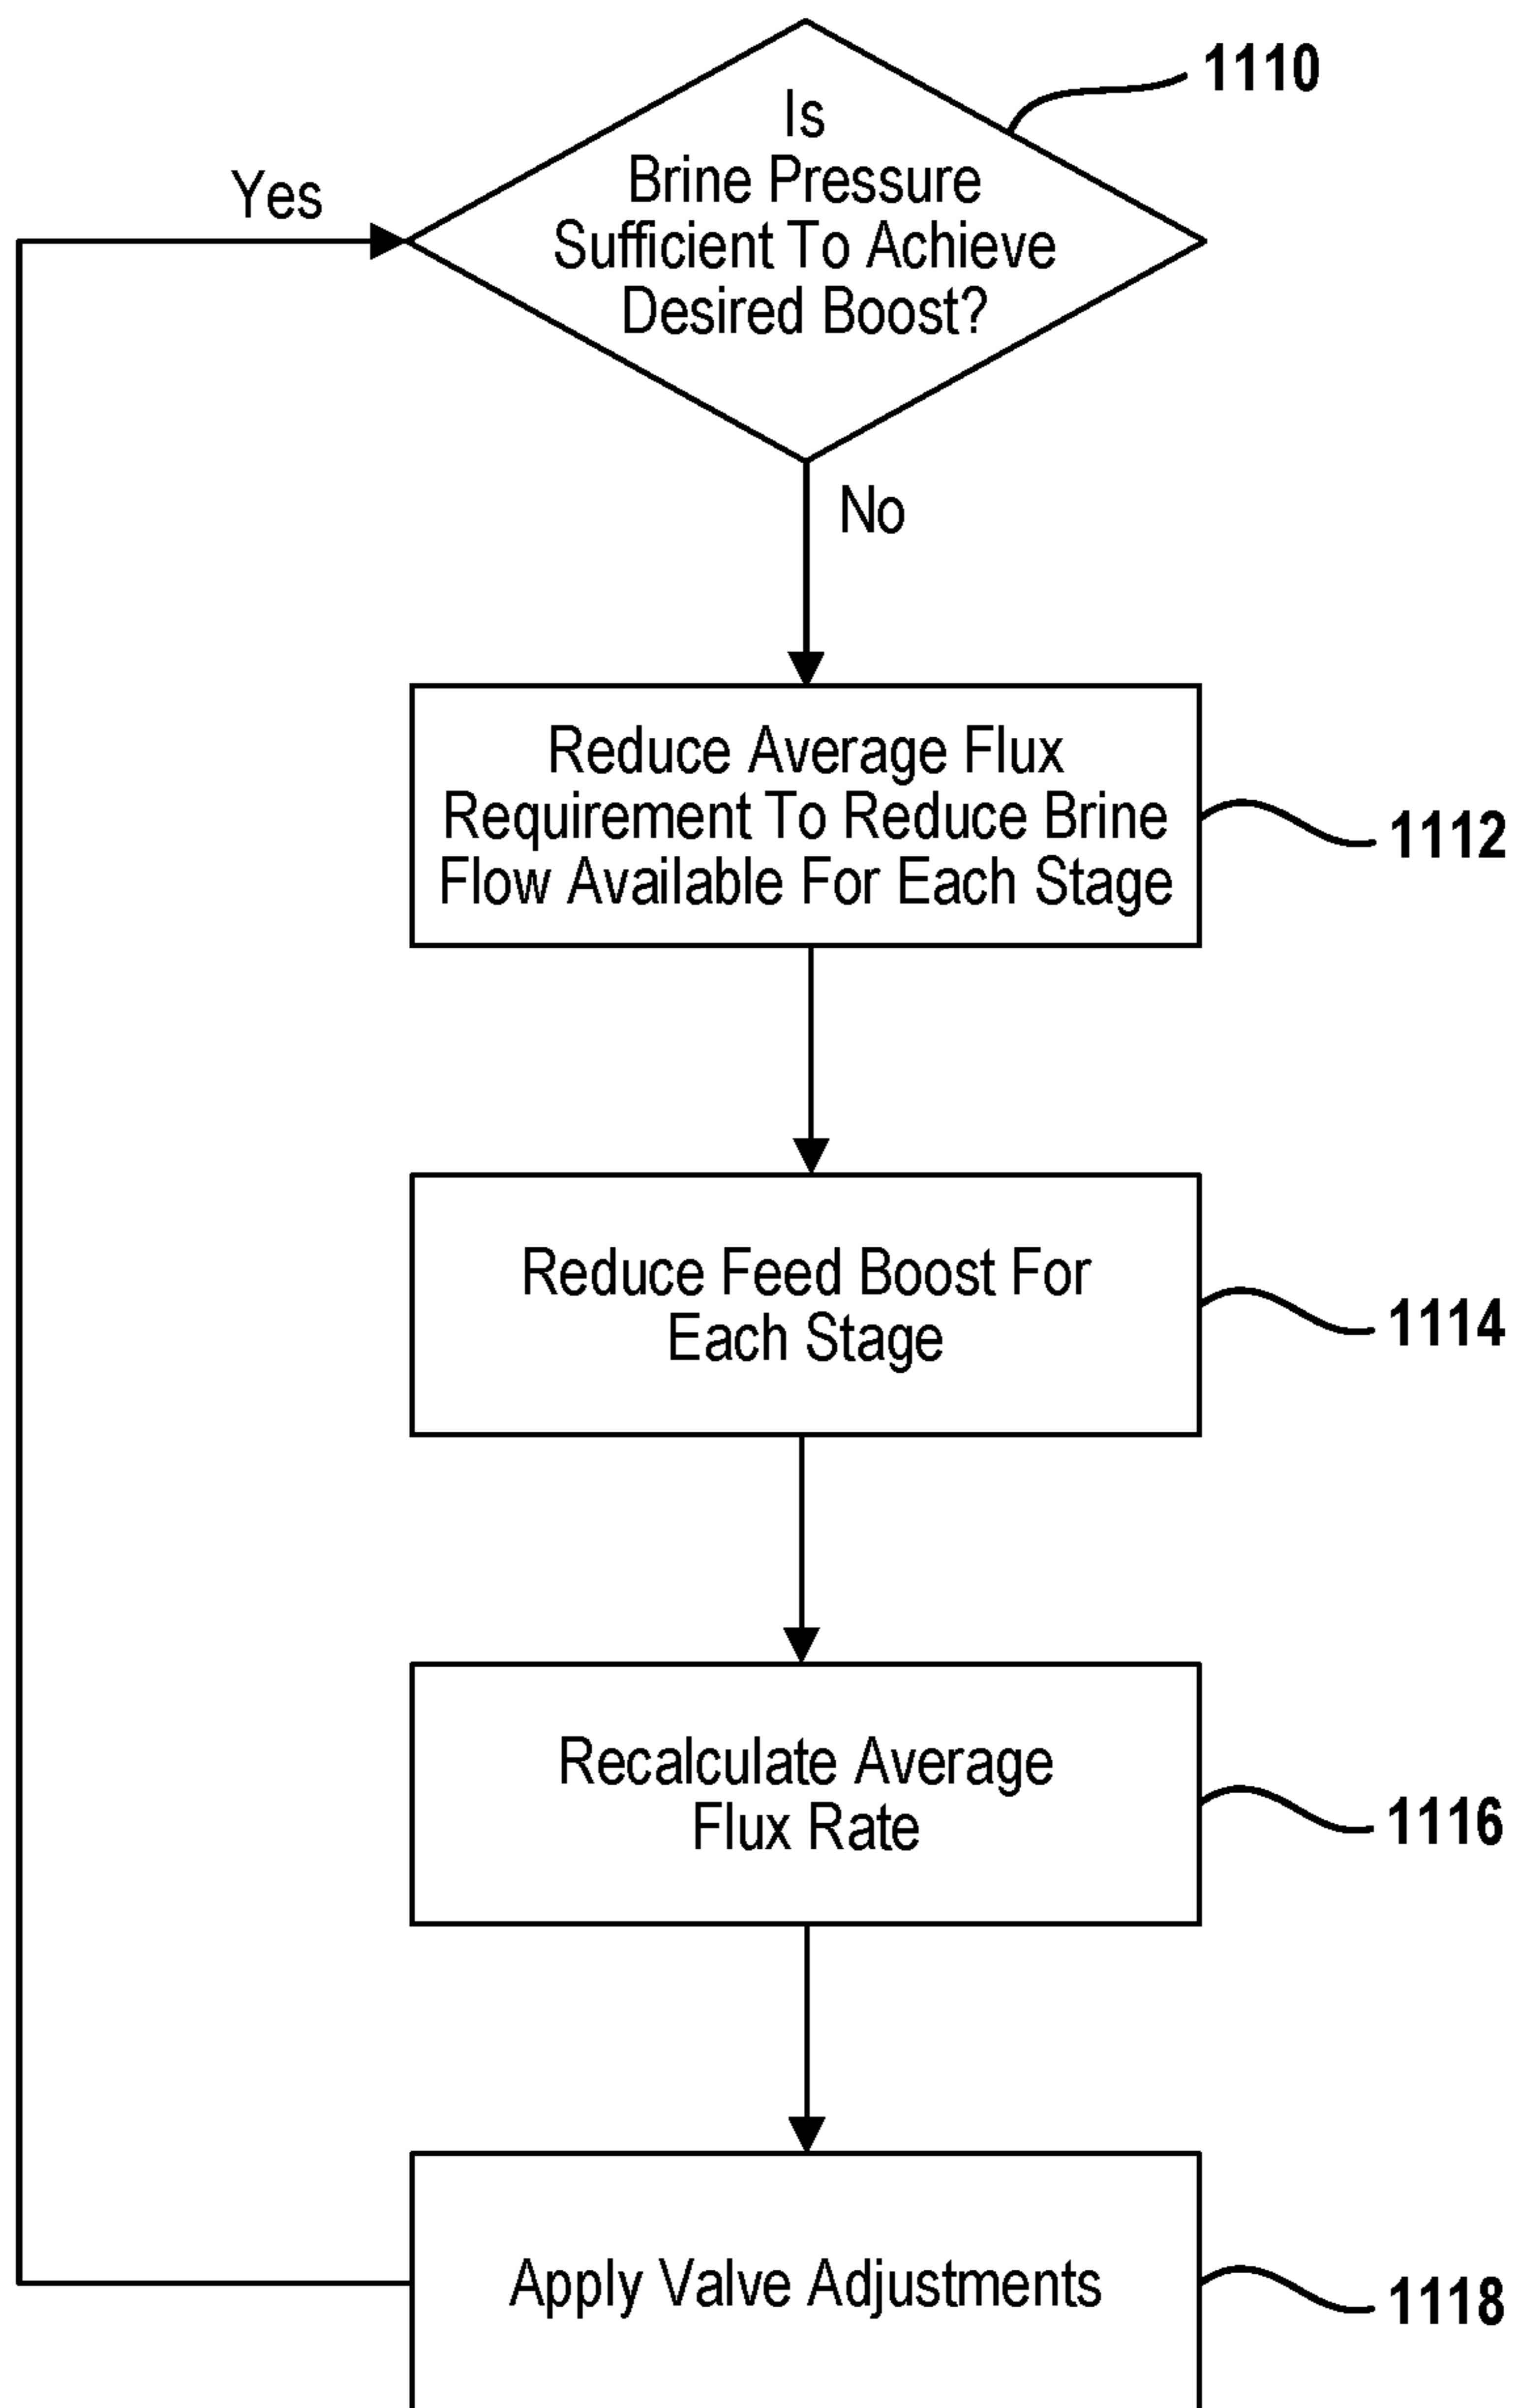 1110
Is
Brine Pressure
Sufficient To Achieve
Desired Boost?
Yes
No
Reduce Average Flux
Requirement To Reduce Brine
Flow Available For Each Stage
1112
Reduce Feed Boost For
Each Stage
1114
Recalculate Average
Flux Rate
1116
Apply Valve Adjustments
1118